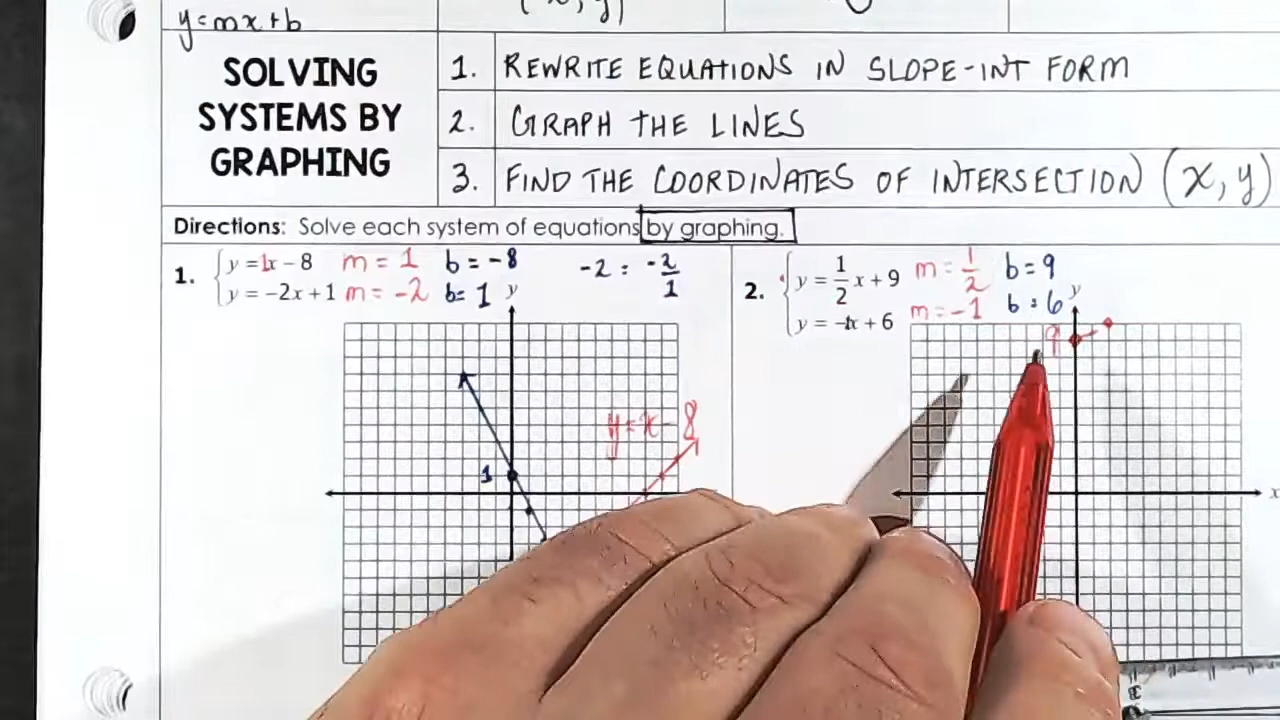 y=mx+b
(x,y)
SOLVING
SYSTEMS BY
GRAPHING
1. REWRITE EQUATIONS IN SLOPE-INT FORM
2. GRAPH THE LINES
3. FIND THE COORDINATES OF INTERSECTION (x,y)
Directions: Solve each system of equations by graphing.
1. y = 1x – 8 m = 1 b = -8
y = –2x + 1 m = -2 b = 1
-2 = -2/1
y
1
y = x - 8
2. y = 1/2 x + 9 m = 1/2 b = 9
y = –1x + 6 m = -1 b = 6
y
9
x